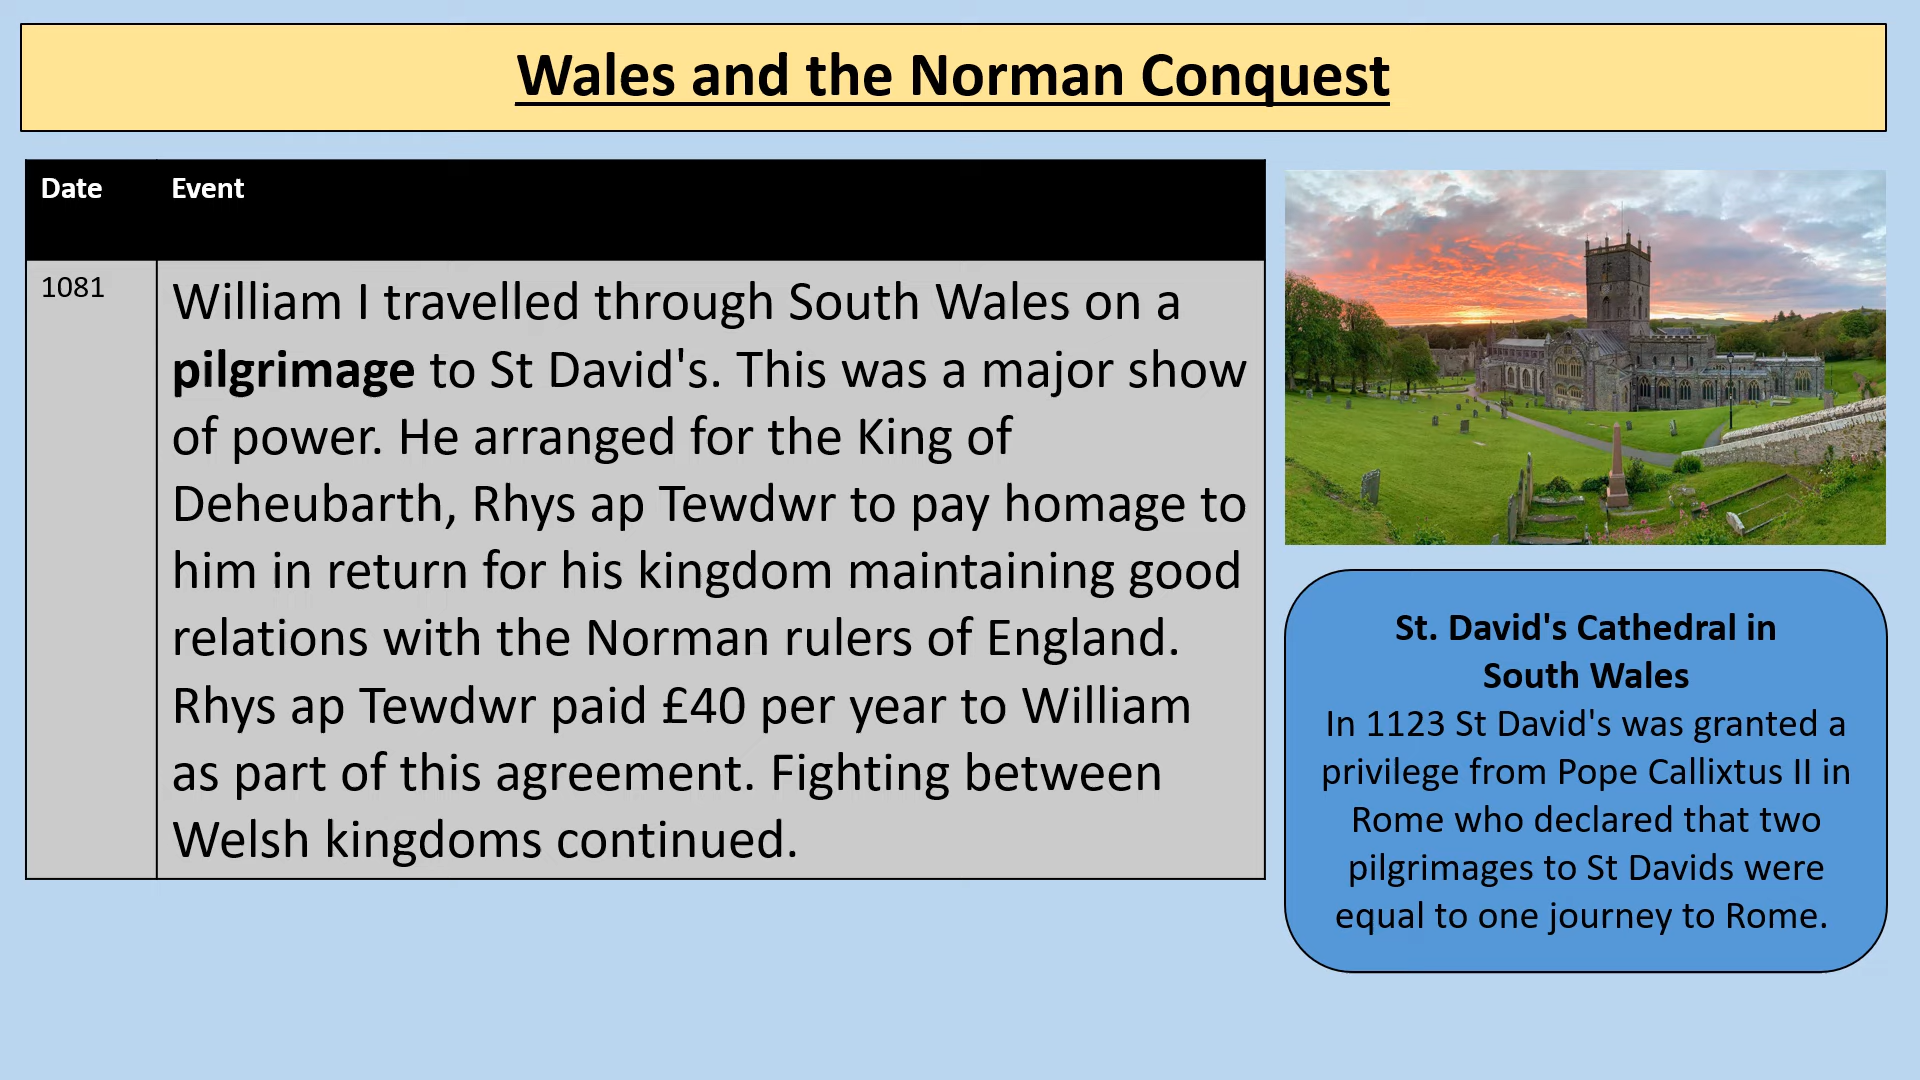 Wales and the Norman Conquest
Date Event
1081
William I travelled through South Wales on a
pilgrimage to St David's. This was a major show
of power. He arranged for the King of
Deheubarth, Rhys ap Tewdwr to pay homage to
him in return for his kingdom maintaining good
relations with the Norman rulers of England.
Rhys ap Tewdwr paid £40 per year to William
as part of this agreement. Fighting between
Welsh kingdoms continued.
St. David's Cathedral in
South Wales
In 1123 St David's was granted a
privilege from Pope Callixtus II in
Rome who declared that two
pilgrimages to St Davids were
equal to one journey to Rome.